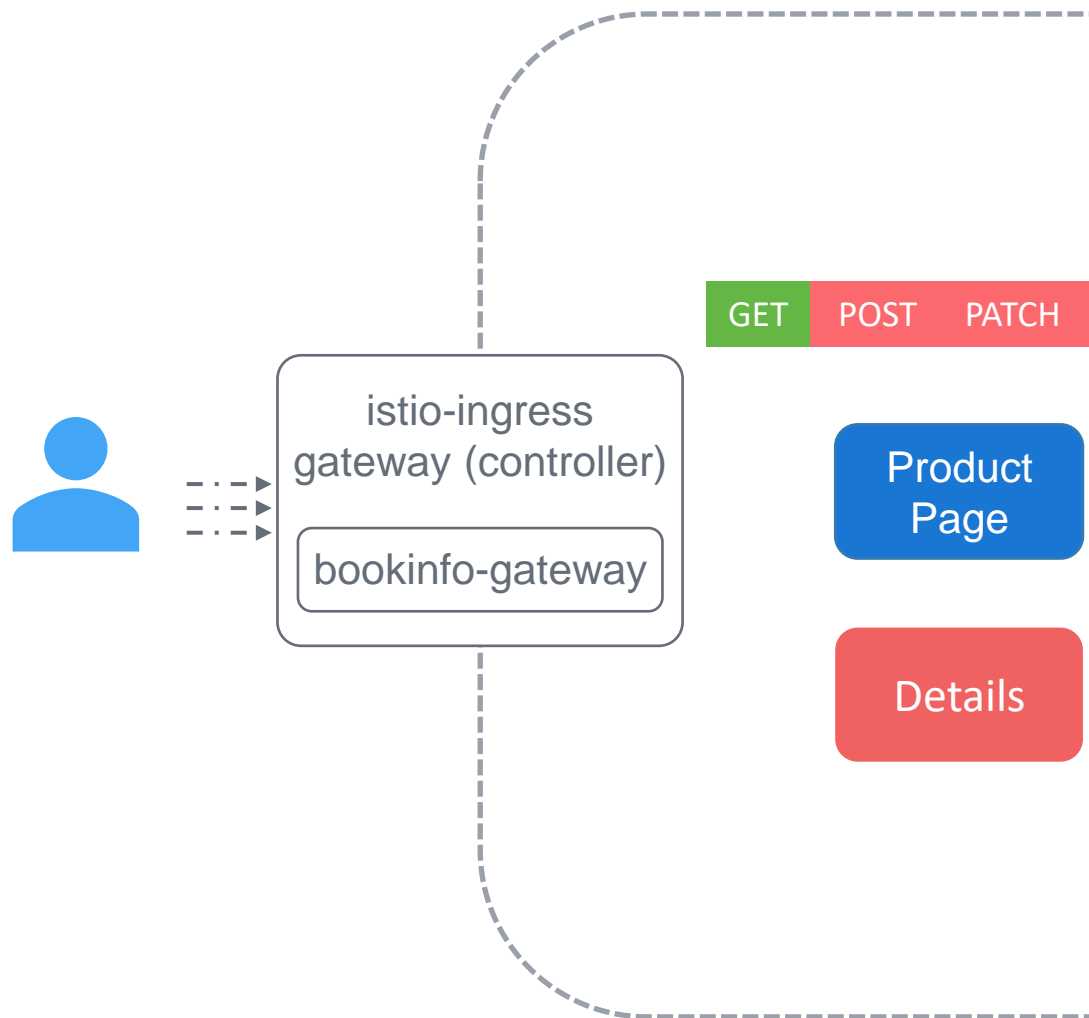 GET POST PATCH
istio-ingress
gateway (controller)
bookinfo-gateway
Product
Page
Details